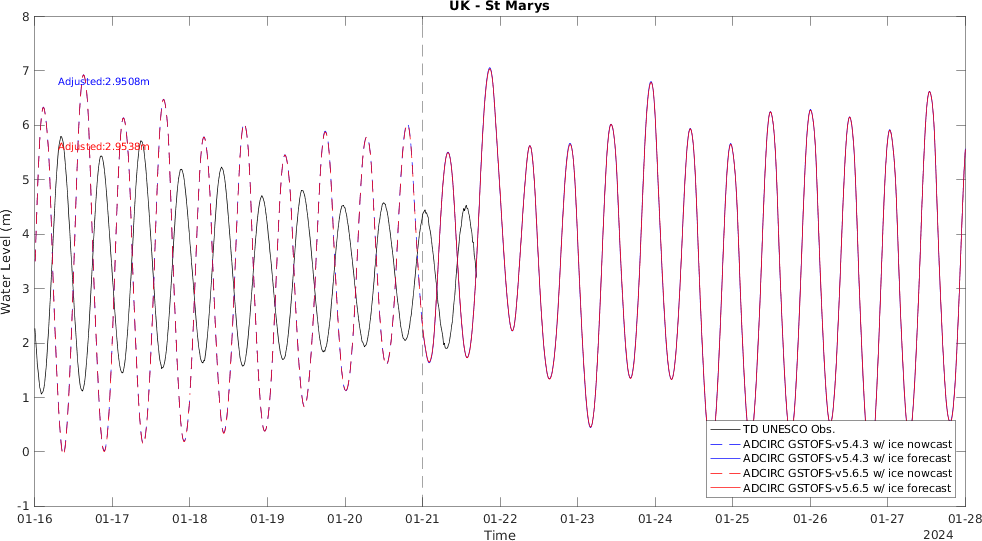 UK - St Marys
8
7
6
5
4
3
2
1
0
-1
Water Level (m)
Adjusted:2.9508m
Adjusted:2.9538m
TD UNESCO Obs.
ADCIRC GSTOFS-v5.4.3 w/ ice nowcast
ADCIRC GSTOFS-v5.4.3 w/ ice forecast
ADCIRC GSTOFS-v5.6.5 w/ ice nowcast
ADCIRC GSTOFS-v5.6.5 w/ ice forecast
01-16 01-17 01-18 01-19 01-20 01-21 01-22 01-23 01-24 01-25 01-26 01-27 01-28
Time
2024